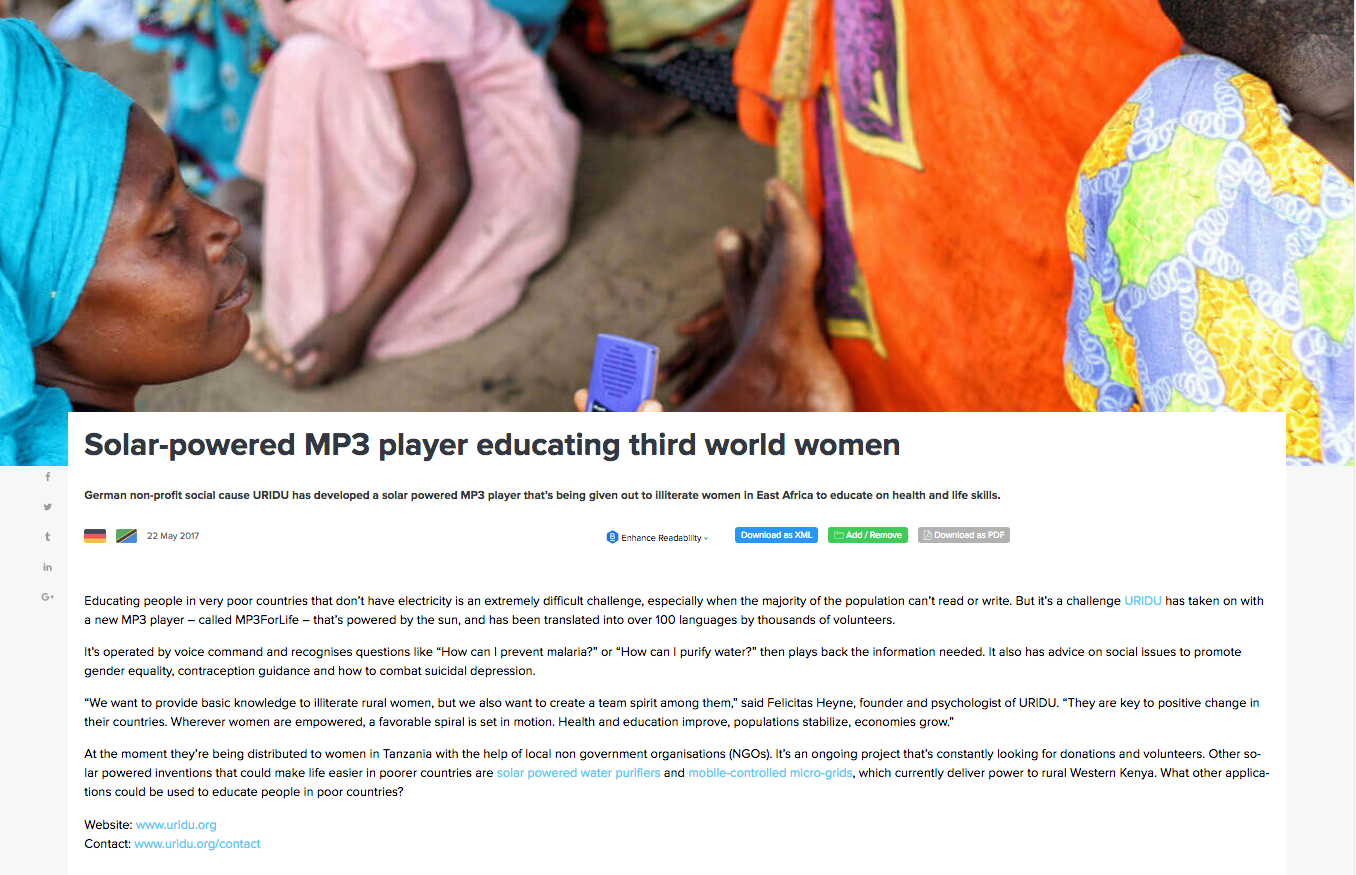 Solar-powered MP3 player educating third world women
German non-profit social cause URIDU has developed a solar powered MP3 player that's being given out to illiterate women in East Africa to educate on health and life skills.
22 May 2017
Enhance Readability
Download as XML
Add / Remove
Download as PDF
Educating people in very poor countries that don't have electricity is an extremely difficult challenge, especially when the majority of the population can't read or write. But it's a challenge URIDU has taken on with
a new MP3 player – called MP3ForLife – that's powered by the sun, and has been translated into over 100 languages by thousands of volunteers.
It's operated by voice command and recognises questions like “How can I prevent malaria?” or “How can I purify water?” then plays back the information needed. It also has advice on social issues to promote
gender equality, contraception guidance and how to combat suicidal depression.
“We want to provide basic knowledge to illiterate rural women, but we also want to create a team spirit among them,” said Felicitas Heyne, founder and psychologist of URIDU. “They are key to positive change in
their countries. Wherever women are empowered, a favorable spiral is set in motion. Health and education improve, populations stabilize, economies grow.”
At the moment they're being distributed to women in Tanzania with the help of local non government organisations (NGOs). It's an ongoing project that's constantly looking for donations and volunteers. Other so-
lar powered inventions that could make life easier in poorer countries are solar powered water purifiers and mobile-controlled micro-grids, which currently deliver power to rural Western Kenya. What other applica-
tions could be used to educate people in poor countries?
Website: www.uridu.org
Contact: www.uridu.org/contact